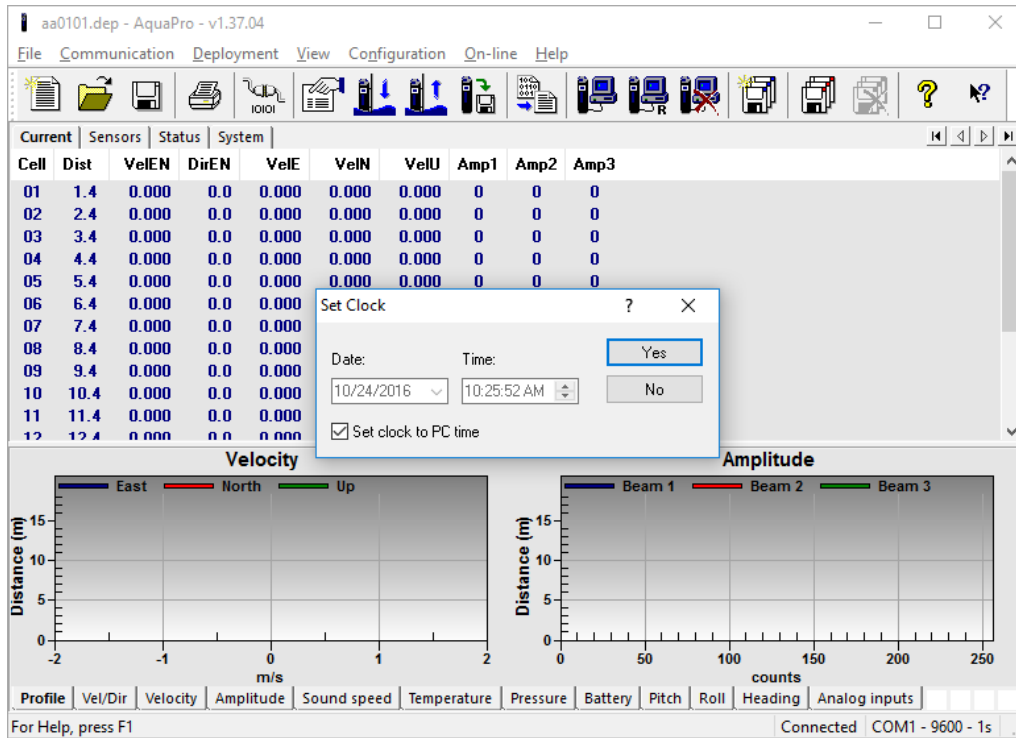 aa0101.dep - AquaPro - v1.37.04
File Communication Deployment View Configuration On-line Help
IOIOI
R
?
?
Current Sensors Status System
Cell Dist VelEN DirEN VelE VelN VelU Amp1 Amp2 Amp3
01 1.4 0.000 0.0 0.000 0.000 0.000 0 0 0
02 2.4 0.000 0.0 0.000 0.000 0.000 0 0 0
03 3.4 0.000 0.0 0.000 0.000 0.000 0 0 0
04 4.4 0.000 0.0 0.000 0.000 0.000 0 0 0
05 5.4 0.000 0.0 0.000 0.000 0.000 0 0 0
06 6.4 0.000 0.0 0.000
07 7.4 0.000 0.0 0.000
08 8.4 0.000 0.0 0.000
09 9.4 0.000 0.0 0.000
10 10.4 0.000 0.0 0.000
11 11.4 0.000 0.0 0.000
12 12.4 0.000 0.0 0.000
Set Clock ?
Date: Time:
10/24/2016 10:25:52 AM
Yes
No
Set clock to PC time
Velocity
East North Up
Distance (m)
15
10
5
0
-2 -1 0 1 2
m/s
Amplitude
Beam 1 Beam 2 Beam 3
Distance (m)
15
10
5
0
0 50 100 150 200 250
counts
Profile Vel/Dir Velocity Amplitude Sound speed Temperature Pressure Battery Pitch Roll Heading Analog inputs
For Help, press F1 Connected COM1 - 9600 - 1s